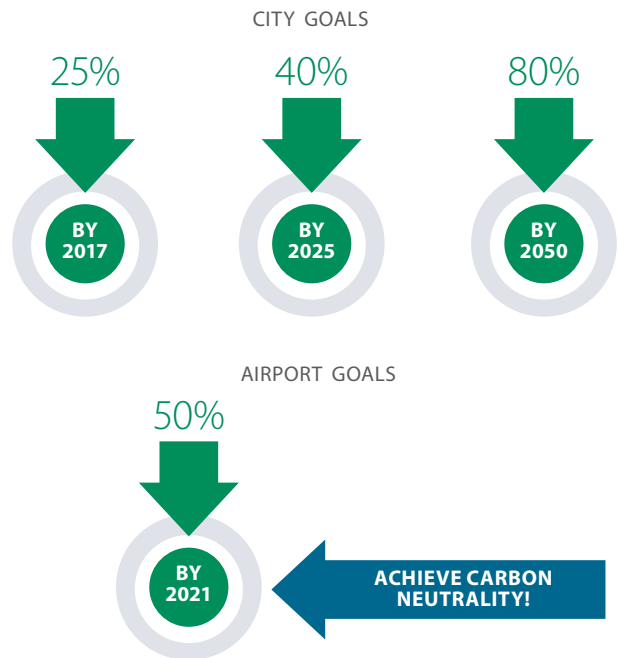 CITY GOALS
25% 40% 80%
BY BY BY
2017 2025 2050
AIRPORT GOALS
50%
BY
2021
ACHIEVE CARBON
NEUTRALITY!